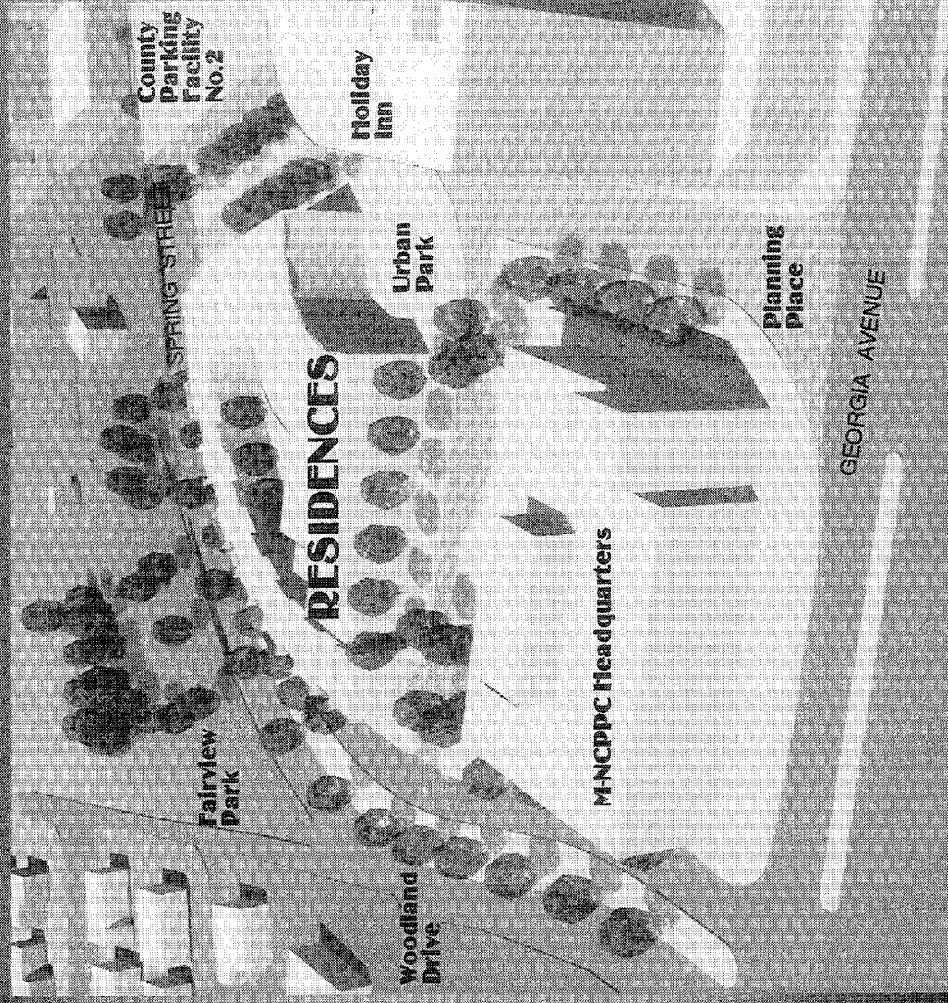 County
Parking
Facility
No.2
Holiday
Inn
SPRING STREET
Urban
Park
Planning
Place
GEORGIA AVENUE
RESIDENCES
M-NCPPC Headquarters
Fairview
Park
Woodland
Drive